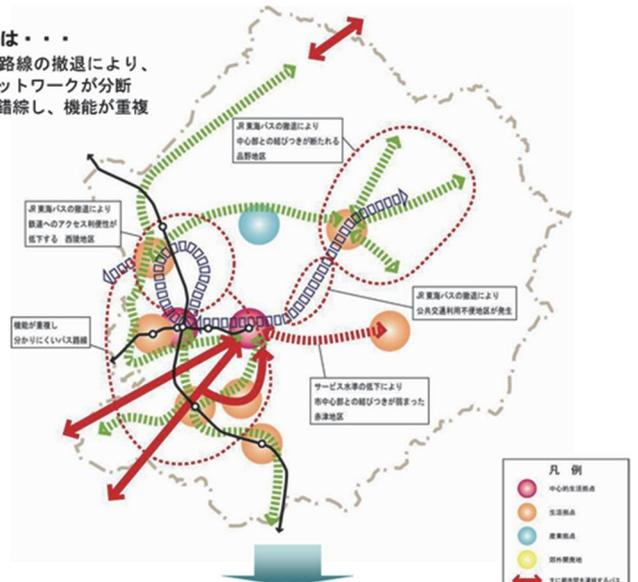 は・・・
路線の撤退により、
ットワークが分断
錯綜し、機能が重複
JR東海バスの撤退により
中心部との結びつきが断たれる
品野地区
JR東海バスの撤退により
鉄道へのアクセス利便性が
低下する 西陵地区
JR東海バスの撤退により
公共交通利用不便地区が発生
機能が重複し
分かりにくいバス路線
サービス水準の低下により
市中心部との結びつきが弱まった
赤津地区
凡 例
中心的生活拠点
生活拠点
産業拠点
郊外開発地